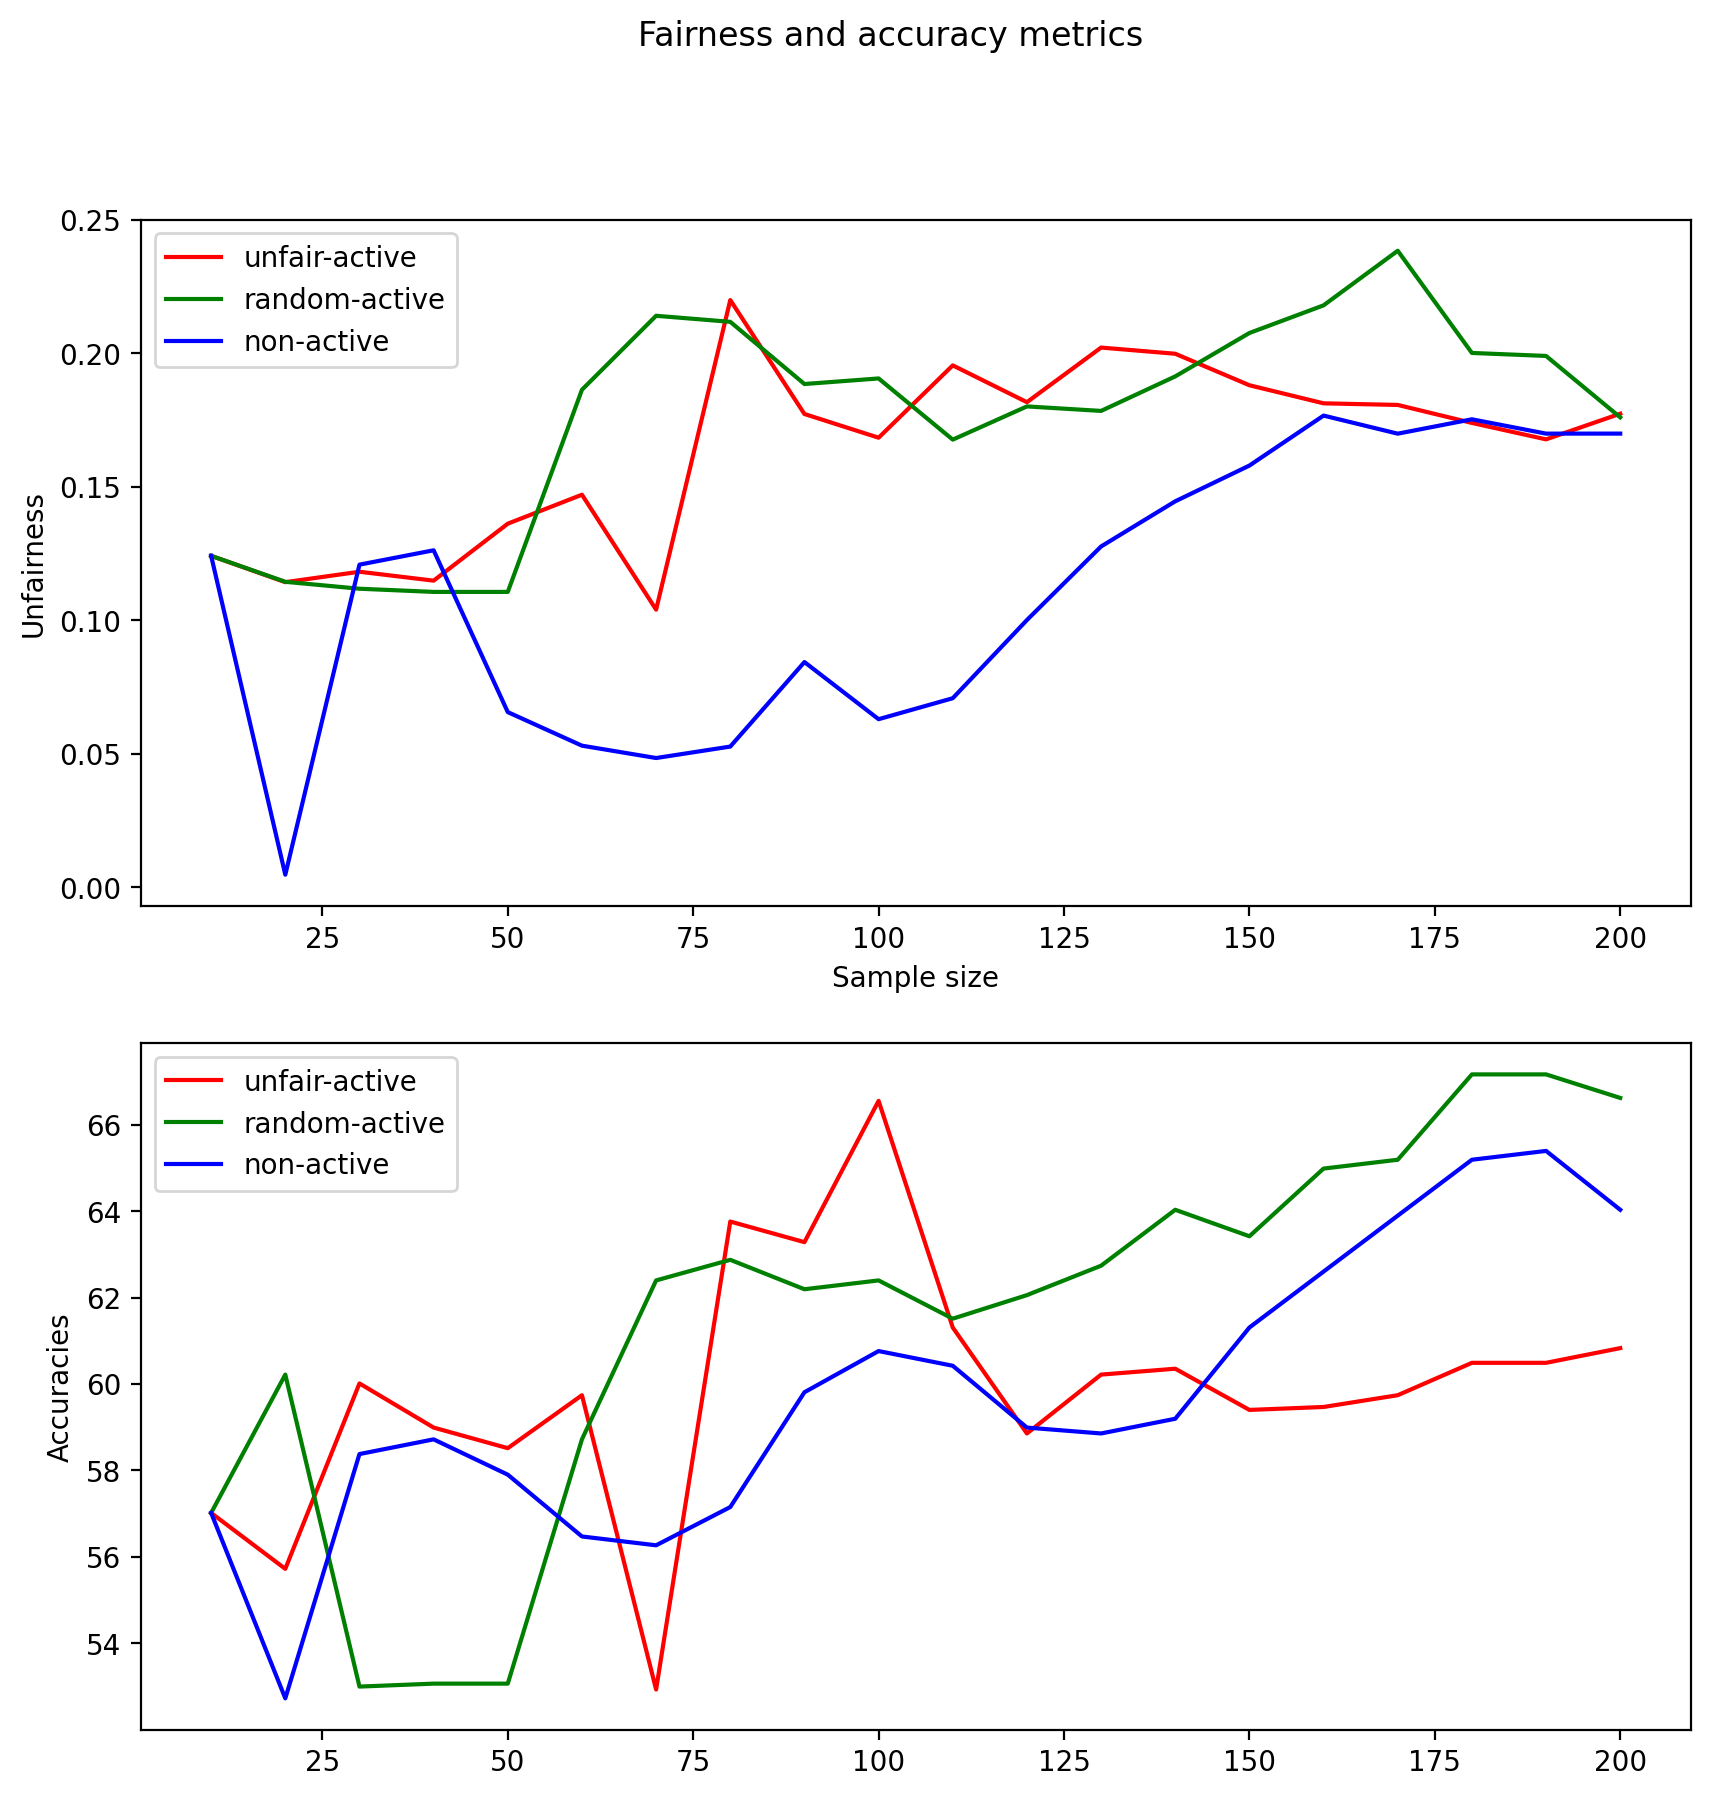 Fairness and accuracy metrics
0.25
0.20
0.15
0.10
0.05
0.00
Unfairness
unfair-active
random-active
non-active
25 50 75 100 125 150 175 200
Sample size
66
64
62
60
58
56
54
Accuracies
unfair-active
random-active
non-active
25 50 75 100 125 150 175 200